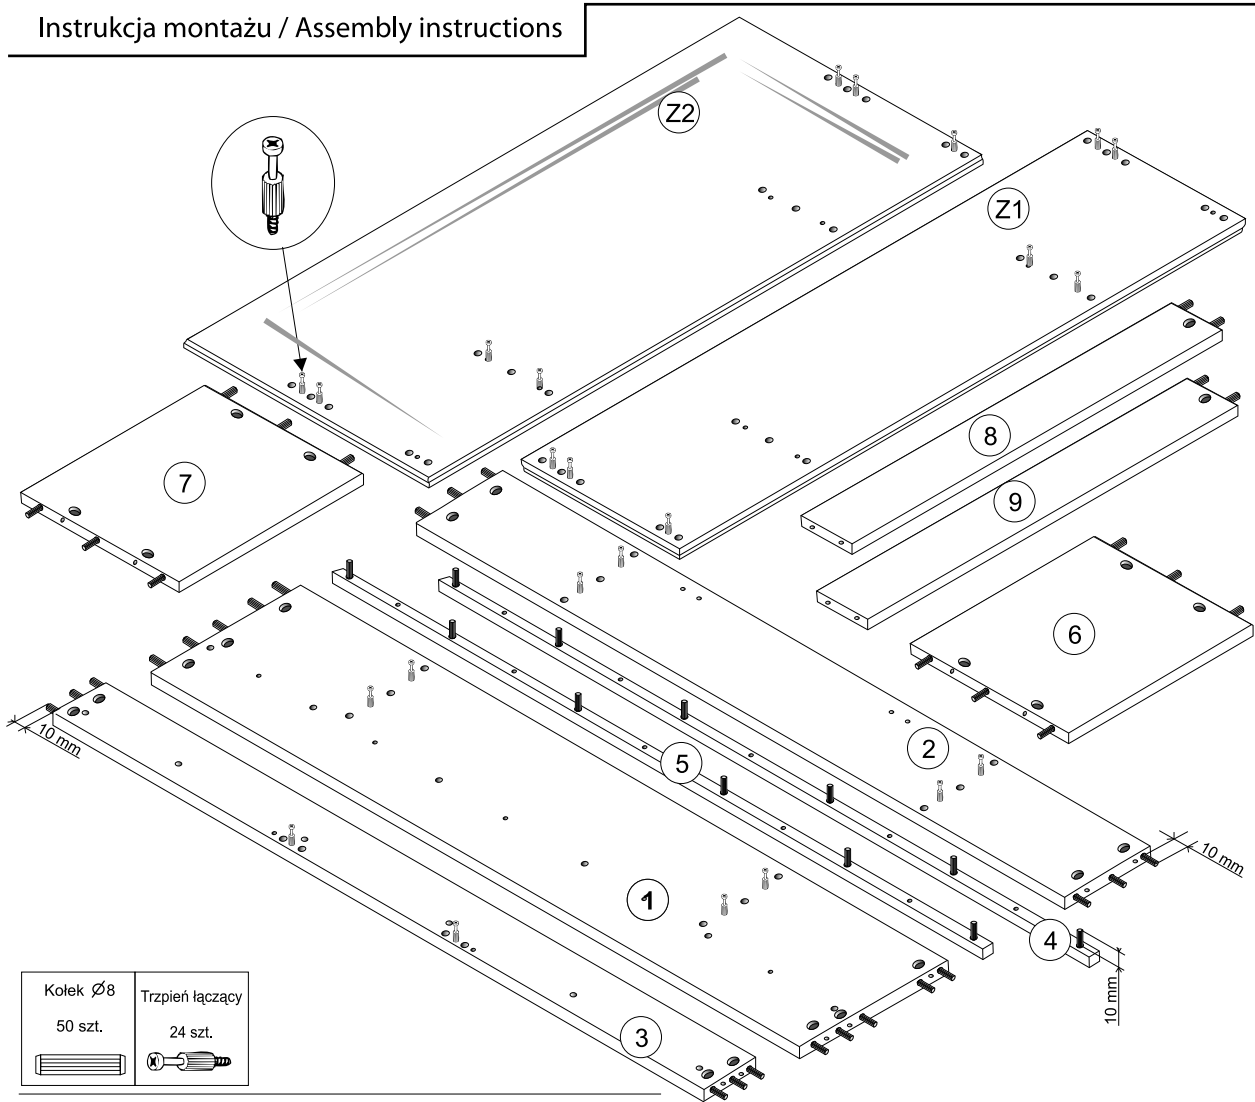 Instrukcja montażu / Assembly instructions
Z2
Z1
8
7
9
6
2
10 mm
5
10 mm
1
4
10 mm
3
Kołek Ø8
50 szt.
Trzpień łączący
24 szt.